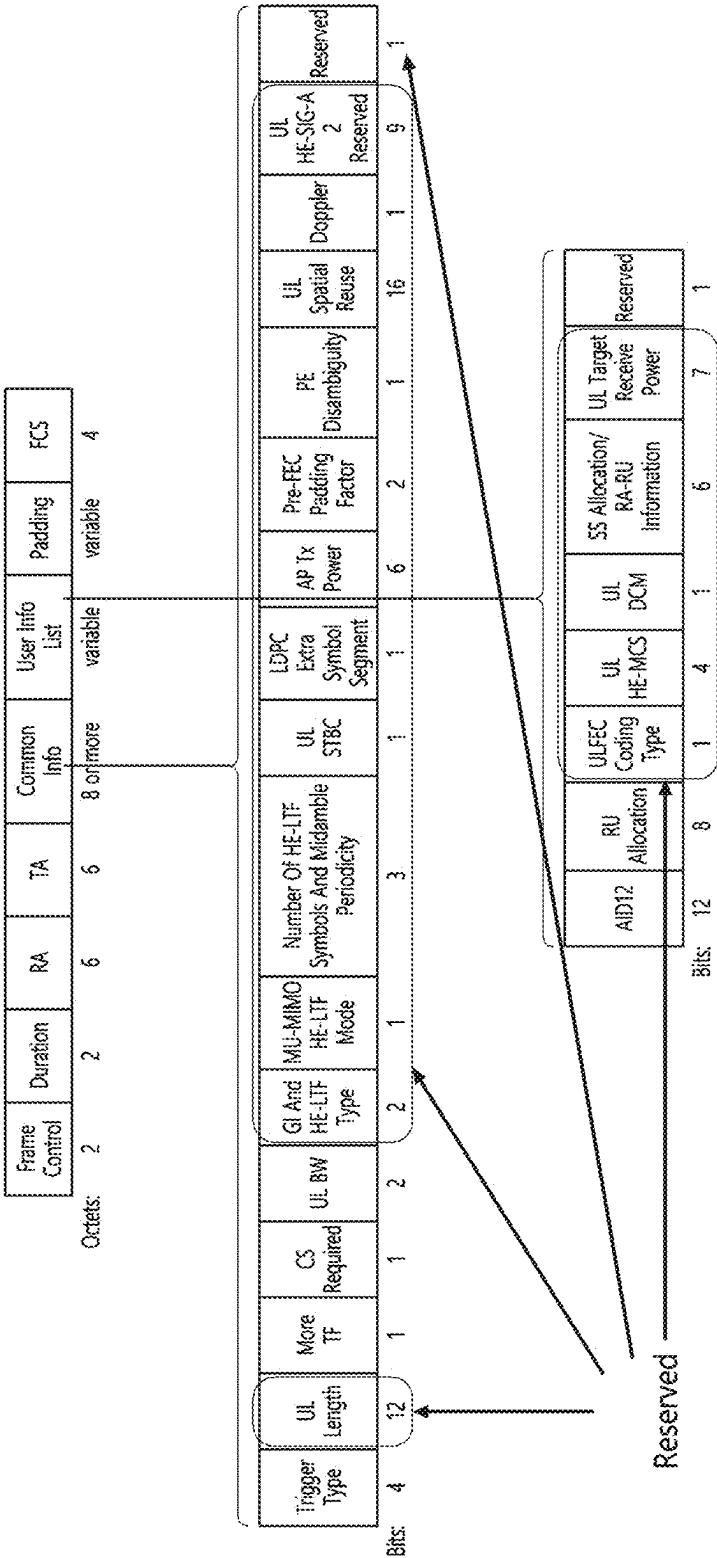 Frame
Control
Duration
RA
TA
Common
Info
User Info
List
Padding
FCS
Octets:
2
2
6
6
8 or more
variable
variable
4
Trigger
Type
UL
Length
More
TF
CS
Required
UL BW
GI And
HE-LTF
Type
MU-MIMO
HE-LTF
Mode
Number Of HE-LTF
Symbols And Midamble
Periodicity
UL
STBC
LDPC
Extra
Symbol
Segment
AP Tx
Power
Pre-FEC
Padding
Factor
PE
Disambiguity
UL
Spatial
Reuse
Doppler
UL
HE-SIG-A
2
Reserved
Reserved
Bits:
4
12
1
1
2
2
1
3
1
1
6
2
1
16
1
9
1
AID12
RU
Allocation
ULFEC
Coding
Type
UL
HE-MCS
UL
DCM
SS Allocation/
RA-RU
Information
UL Target
Receive
Power
Reserved
Bits:
12
8
1
4
1
6
7
1
Reserved